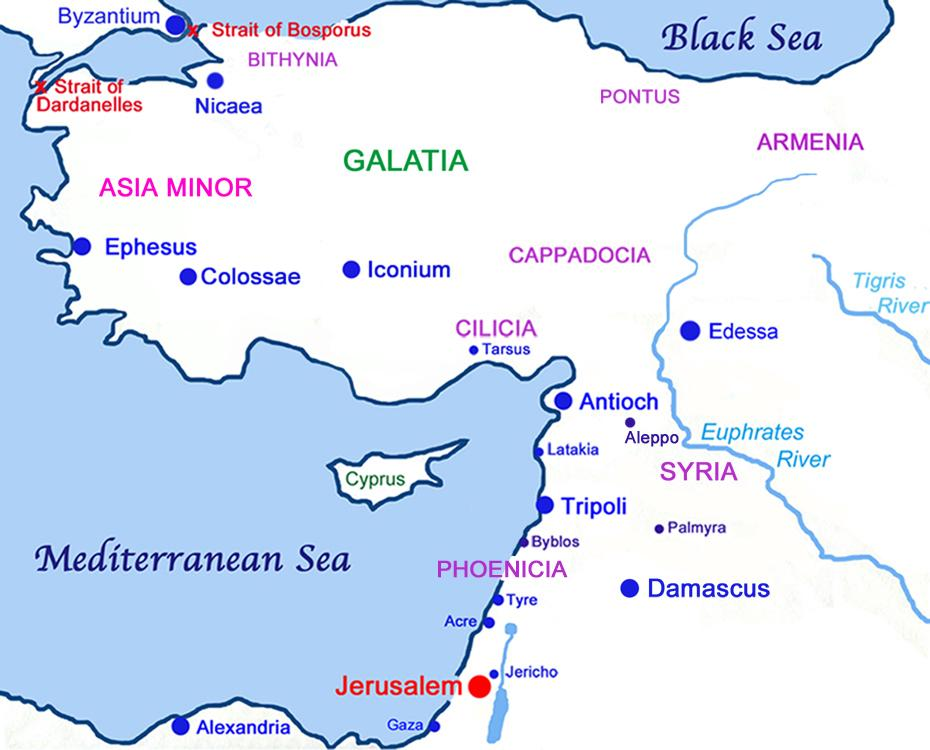 Byzantium
Strait of Bosporus
Black Sea
BITHYNIA
Strait of
Dardanelles
Nicaea
PONTUS
ARMENIA
GALATIA
ASIA MINOR
Ephesus
Colossae
Iconium
CAPPADOCIA
Tigris
River
CILICIA
Tarsus
Edessa
Antioch
Aleppo
Euphrates
River
Latakia
SYRIA
Cyprus
Tripoli
Palmyra
Byblos
Mediterranean Sea
PHOENICIA
Damascus
Tyre
Acre
Jericho
Jerusalem
Alexandria
Gaza